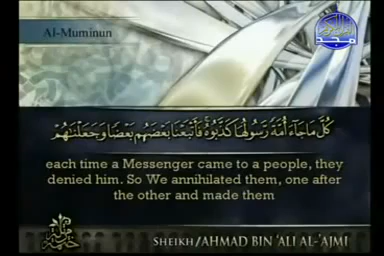 Al-Muminun
كُلَّ مَا جَاءَ أُمَّةً رَسُولُهَا كَذَّبُوهُ فَأَتْبَعْنَا بَعْضَهُم بَعْضًا وَجَعَلْنَاهُمْ
each time a Messenger came to a people, they
denied him. So We annihilated them, one after
the other and made them
SHEIKH/AHMAD BIN 'ALI AL-'AJMI